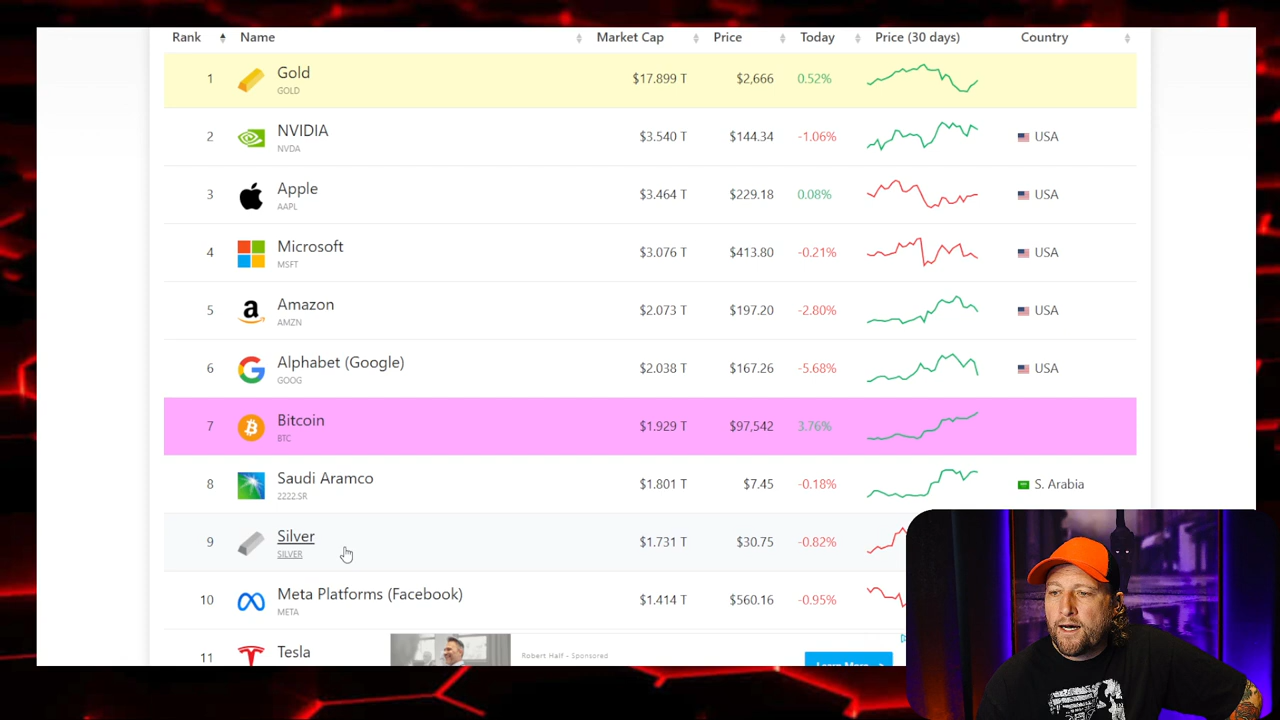 Rank Name Market Cap Price Today Price (30 days) Country
1 Gold $17.899 T $2,666 0.52%
GOLD
2 NVIDIA $3.540 T $144.34 -1.06% USA
NVDA
3 Apple $3.464 T $229.18 0.08% USA
AAPL
4 Microsoft $3.076 T $413.80 -0.21% USA
MSFT
5 Amazon $2.073 T $197.20 -2.80% USA
AMZN
6 Alphabet (Google) $2.038 T $167.26 -5.68% USA
GOOG
7 Bitcoin $1.929 T $97,542 3.76%
BTC
8 Saudi Aramco $1.801 T $7.45 -0.18% S. Arabia
2222.SR
9 Silver $1.731 T $30.75 -0.82%
SILVER
10 Meta Platforms (Facebook) $1.414 T $560.16 -0.95%
META
11 Tesla
Robert Half - Sponsored
Learn More >